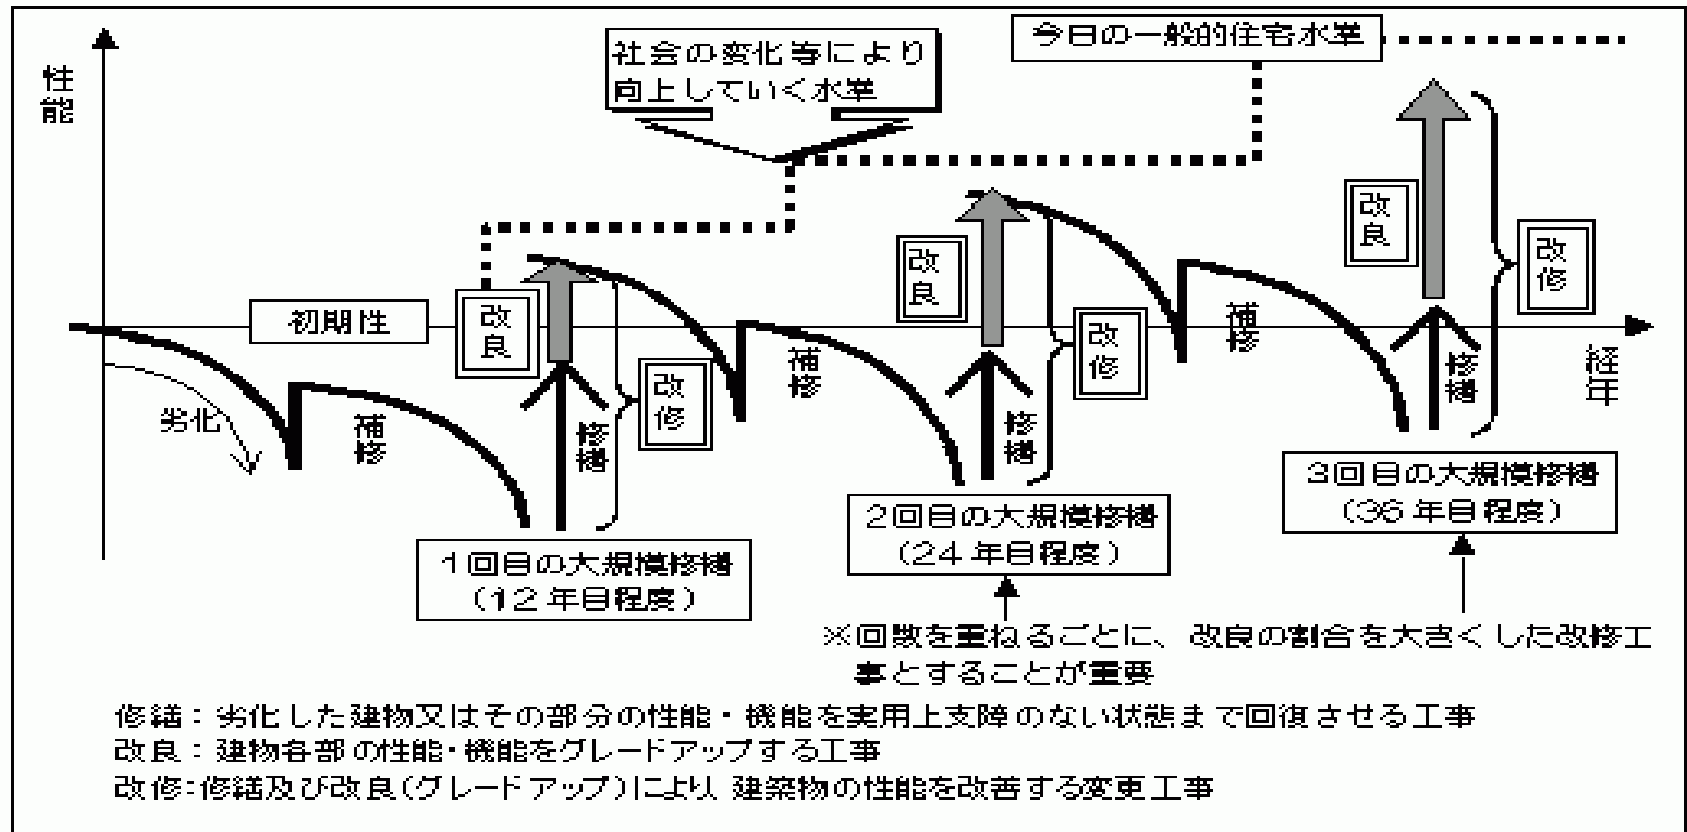 性能
社会の変化等により
向上していく水準
今日の一般的住宅水準
改良
改修
改良
改修
改良
改修
初期性
劣化
補修
修繕
補修
修繕
補修
修繕
経年
1回目の大規模修繕
(12年目程度)
2回目の大規模修繕
(24年目程度)
3回目の大規模修繕
(36年目程度)
※回数を重ねるごとに、改良の割合を大きくした改修工
事とすることが重要
修繕：劣化した建物又はその部分の性能・機能を実用上支障のない状態まで回復させる工事
改良：建物各部の性能・機能をグレードアップする工事
改修:修繕及び改良(グレードアップ)により、建築物の性能を改善する変更工事